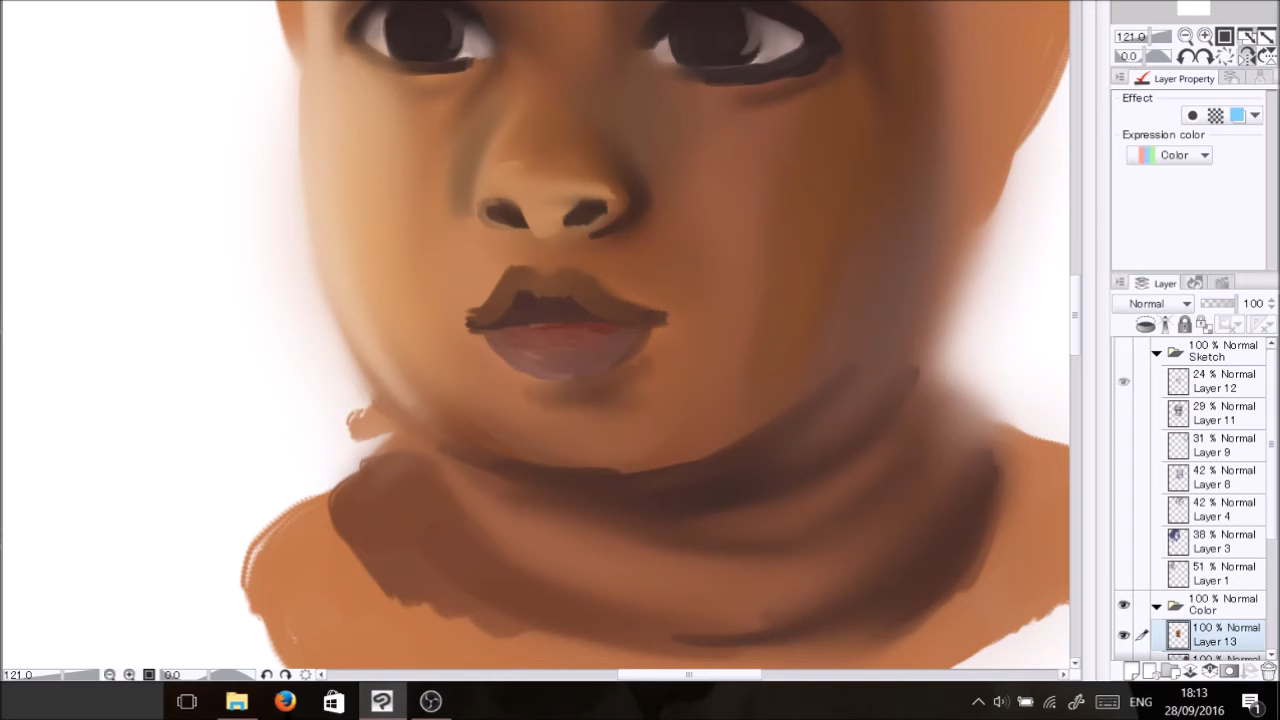 121.0
0.0
Layer Property
Effect
Expression color
Color
Layer
Normal
100
100 % Normal
Sketch
24 % Normal
Layer 12
29 % Normal
Layer 11
31 % Normal
Layer 9
42 % Normal
Layer 8
42 % Normal
Layer 4
38 % Normal
Layer 3
51 % Normal
Layer 1
100 % Normal
Color
100 % Normal
Layer 13
100 % Normal
121.0
0.0
ENG
18:13
28/09/2016
1